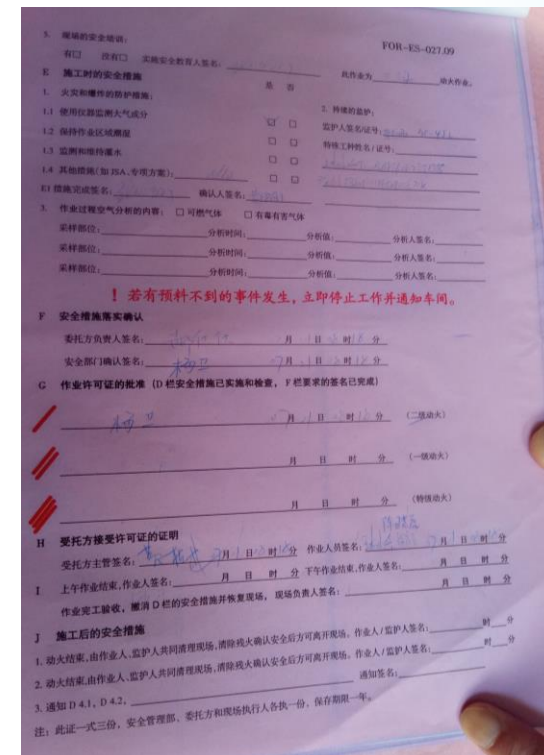 FOR-ES-027.09
5. 现场的安全培训：
有□ 没有□ 实施安全教育人签名： 此作业为 动火作业。
E 施工时的安全措施
是 否
1. 火灾和爆炸的防护措施：
2. 持续的监护：
1.1 使用仪器监测大气成分 ☑ □
监护人签名/证号：
1.2 保持作业区域潮湿 □ □
特殊工种姓名/证号：
1.3 监测和维持灌水 □ □
1.4 其他措施(如JSA、专项方案)： □ □
E1 措施完成签名： 确认人签名：
3. 作业过程空气分析的内容： □ 可燃气体 □ 有毒有害气体
采样部位： 分析时间： 分析值： 分析人签名：
采样部位： 分析时间： 分析值： 分析人签名：
采样部位： 分析时间： 分析值： 分析人签名：
！若有预料不到的事件发生，立即停止工作并通知车间。
F 安全措施落实确认
委托方负责人签名： 月 日 时 分
安全部门确认签名：杨卫 月 日 时 分
G 作业许可证的批准（D栏安全措施已实施和检查，F栏要求的签名已完成）
杨卫 月 日 时 分 （二级动火）
月 日 时 分 （一级动火）
月 日 时 分 （特级动火）
H 受托方接受许可证的证明
受托方主管签名： 月 日 时 分 作业人员签名： 月 日 时 分
I 上午作业结束，作业人签名： 月 日 时 分 下午作业结束，作业人签名： 月 日 时 分
作业完工验收，撤消D栏的安全措施并恢复现场，现场负责人签名： 月 日 时 分
J 施工后的安全措施
1. 动火结束，由作业人、监护人共同清理现场，清除残火确认安全后方可离开现场。作业人/监护人签名： 时 分
2. 动火结束，由作业人、监护人共同清理现场，清除残火确认安全后方可离开现场。作业人/监护人签名： 时 分
3. 通知D 4.1，D 4.2， 通知签名：
注：此证一式三份，安全管理部、委托方和现场执行人各执一份，保存期限一年。